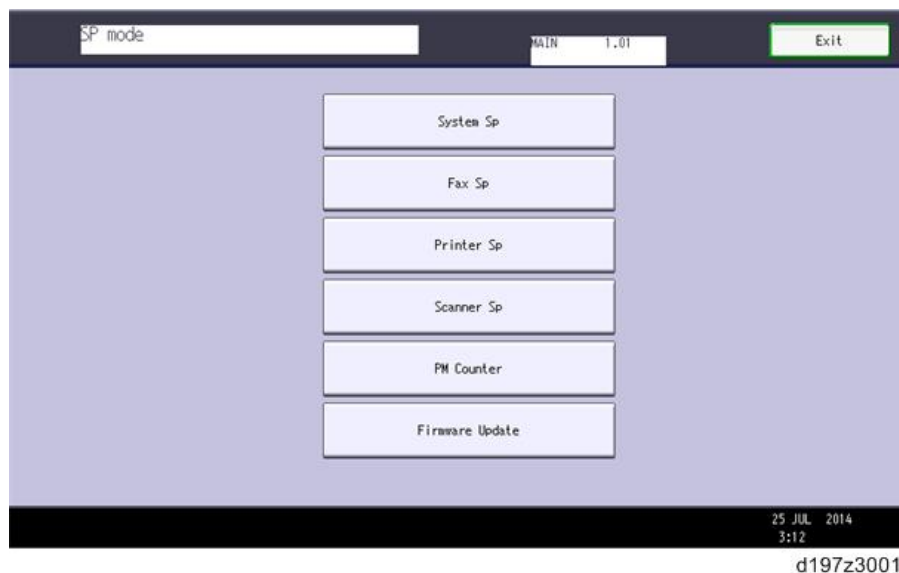 SP mode
MAIN 1.01
Exit
System Sp
Fax Sp
Printer Sp
Scanner Sp
PM Counter
Firmware Update
25 JUL 2014
3:12
d197z3001